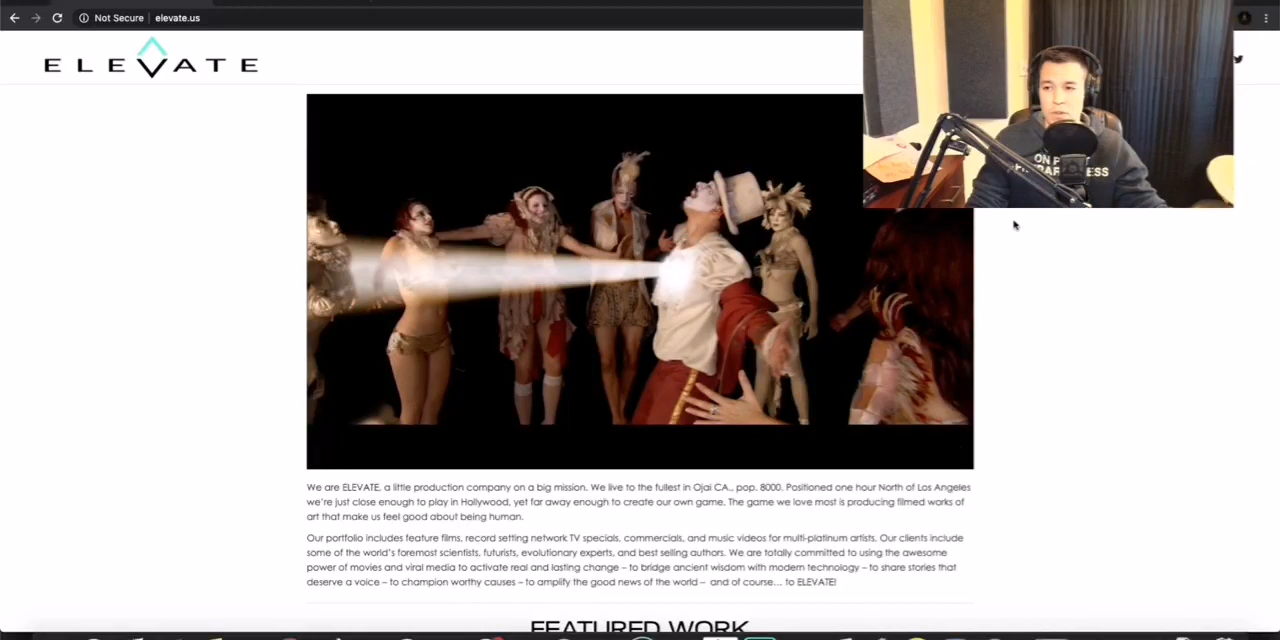 Not Secure | elevate.us
ELEVATE
We are ELEVATE, a little production company on a big mission. We live to the fullest in Ojai CA., pop. 8000. Positioned one hour North of Los Angeles
we're just close enough to play in Hollywood, yet far away enough to create our own game. The game we love most is producing filmed works of
art that make us feel good about being human.
Our portfolio includes feature films, record setting network TV specials, commercials, and music videos for multi-platinum artists. Our clients include
some of the world's foremost scientists, futurists, evolutionary experts, and best selling authors. We are totally committed to using the awesome
power of movies and viral media to activate real and lasting change – to bridge ancient wisdom with modern technology – to share stories that
deserve a voice – to champion worthy causes – to amplify the good news of the world – and of course… to ELEVATE!
FEATURED WORK